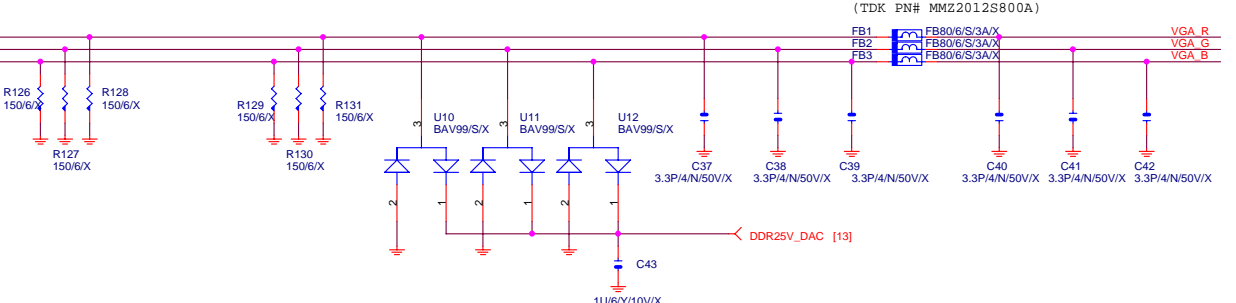 (TDK PN# MMZ2012S800A)
FB1 FB80/6/S/3A/X VGA_R
FB2 FB80/6/S/3A/X VGA_G
FB3 FB80/6/S/3A/X VGA_B
R126
150/6/X
R128
150/6/X
R127
150/6/X
R129
150/6/X
R131
150/6/X
R130
150/6/X
3
U10
BAV99/S/X
3
U11
BAV99/S/X
3
U12
BAV99/S/X
2
1
2
1
2
1
C37
3.3P/4/N/50V/X
C38
3.3P/4/N/50V/X
C39
3.3P/4/N/50V/X
C40
3.3P/4/N/50V/X
C41
3.3P/4/N/50V/X
C42
3.3P/4/N/50V/X
DDR25V_DAC [13]
C43
1U/6/Y/10V/X